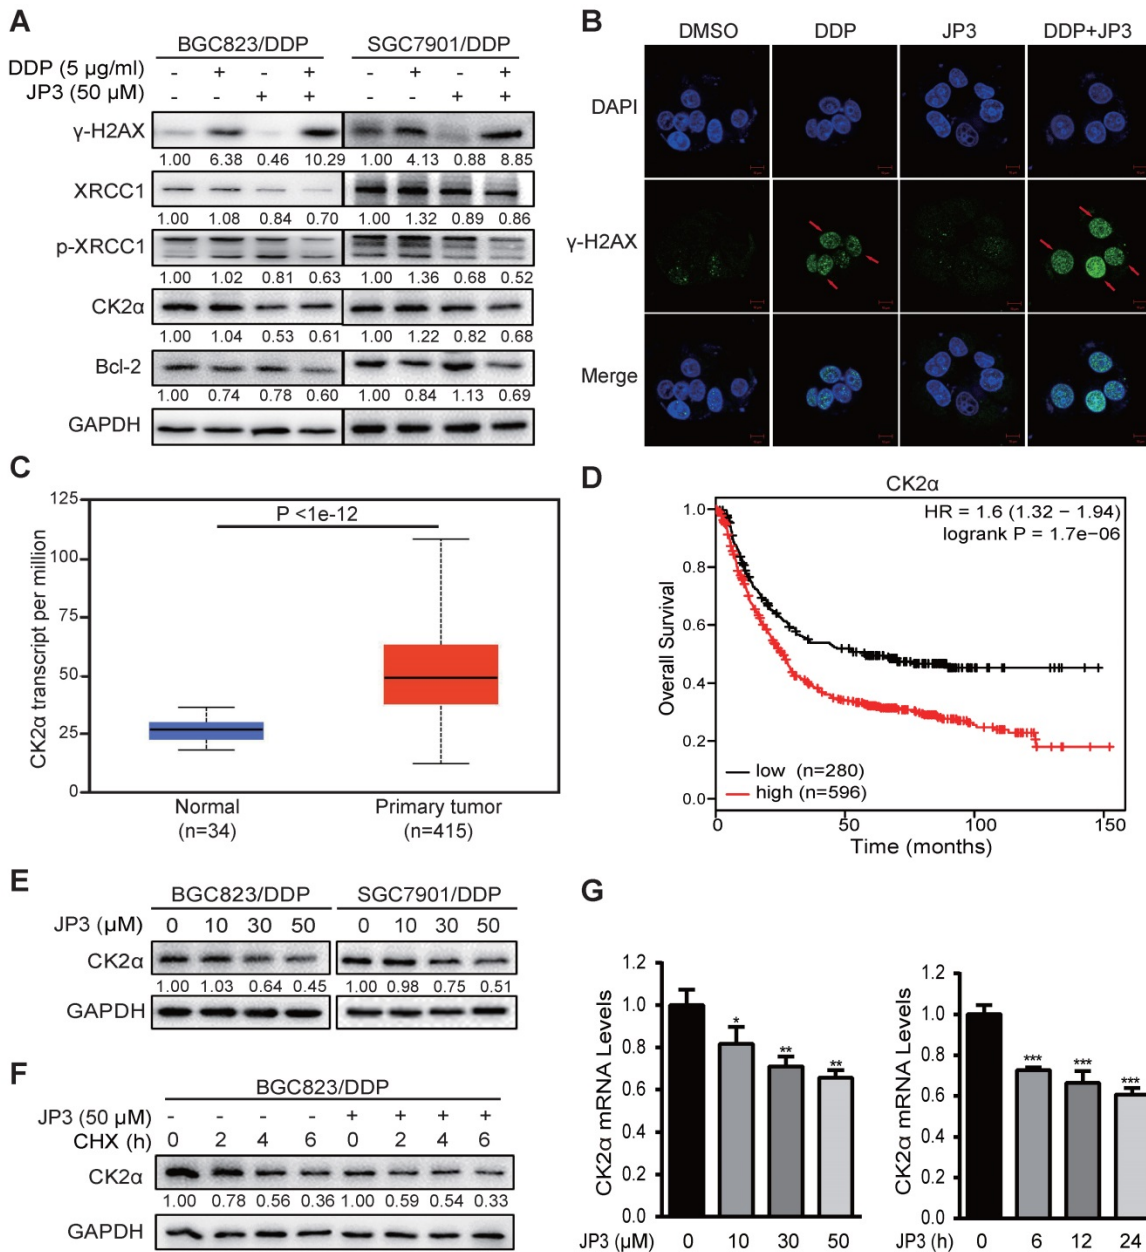 A
BGC823/DDP SGC7901/DDP
DDP (5 µg/ml) - + - + - + - +
JP3 (50 µM) - - + + - - + +
γ-H2AX
1.00 6.38 0.46 10.29 1.00 4.13 0.88 8.85
XRCC1
1.00 1.08 0.84 0.70 1.00 1.32 0.89 0.86
p-XRCC1
1.00 1.02 0.81 0.63 1.00 1.36 0.68 0.52
CK2α
1.00 1.04 0.53 0.61 1.00 1.22 0.82 0.68
Bcl-2
1.00 0.74 0.78 0.60 1.00 0.84 1.13 0.69
GAPDH
B
DMSO DDP JP3 DDP+JP3
DAPI
γ-H2AX
Merge
C
CK2α transcript per million
125
100
75
50
25
0
P <1e-12
Normal Primary tumor
(n=34) (n=415)
D
CK2α
HR = 1.6 (1.32 − 1.94)
logrank P = 1.7e−06
Overall Survival
1.0
0.8
0.6
0.4
0.2
0.0
low (n=280)
high (n=596)
0 50 100 150
Time (months)
E
BGC823/DDP SGC7901/DDP
JP3 (µM) 0 10 30 50 0 10 30 50
CK2α
1.00 1.03 0.64 0.45 1.00 0.98 0.75 0.51
GAPDH
F
BGC823/DDP
JP3 (50 µM) - - - - + + + +
CHX (h) 0 2 4 6 0 2 4 6
CK2α
1.00 0.78 0.56 0.36 1.00 0.59 0.54 0.33
GAPDH
G
CK2α mRNA Levels
1.2
1.0
0.8
0.6
0.4
0.2
0.0
* ** **
JP3 (µM) 0 10 30 50
CK2α mRNA Levels
1.2
1.0
0.8
0.6
0.4
0.2
0.0
*** *** ***
JP3 (h) 0 6 12 24